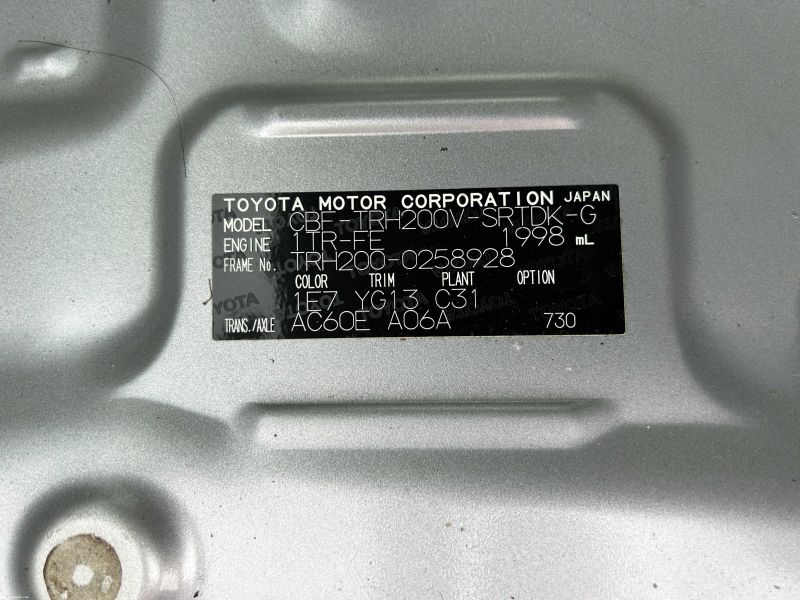 TOYOTA MOTOR CORPORATION JAPAN
MODEL CBF-TRH200V-SRTDK-G
ENGINE 1TR-FE 1998 mL
FRAME No. TRH200-0258928
COLOR TRIM PLANT OPTION
1E7 YG13 C31
TRANS./AXLE AC60E A06A 730